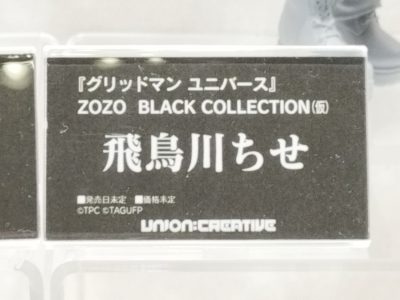 『グリッドマン ユニバース』
ZOZO BLACK COLLECTION(仮)
飛鳥川ちせ
■発売日未定 ■価格未定
©TPC ©TAGUFP
UNION:CREATIVE